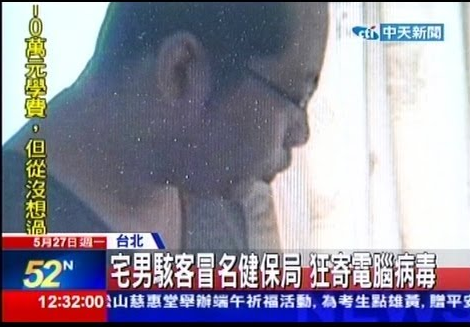 10萬元學費，但從沒想過
cti 中天新聞
5月27日週一
台北
52N
宅男駭客冒名健保局 狂寄電腦病毒
12:32:00
山慈惠堂舉辦端午祈福活動, 為考生點雄黃, 贈平安
NEWS